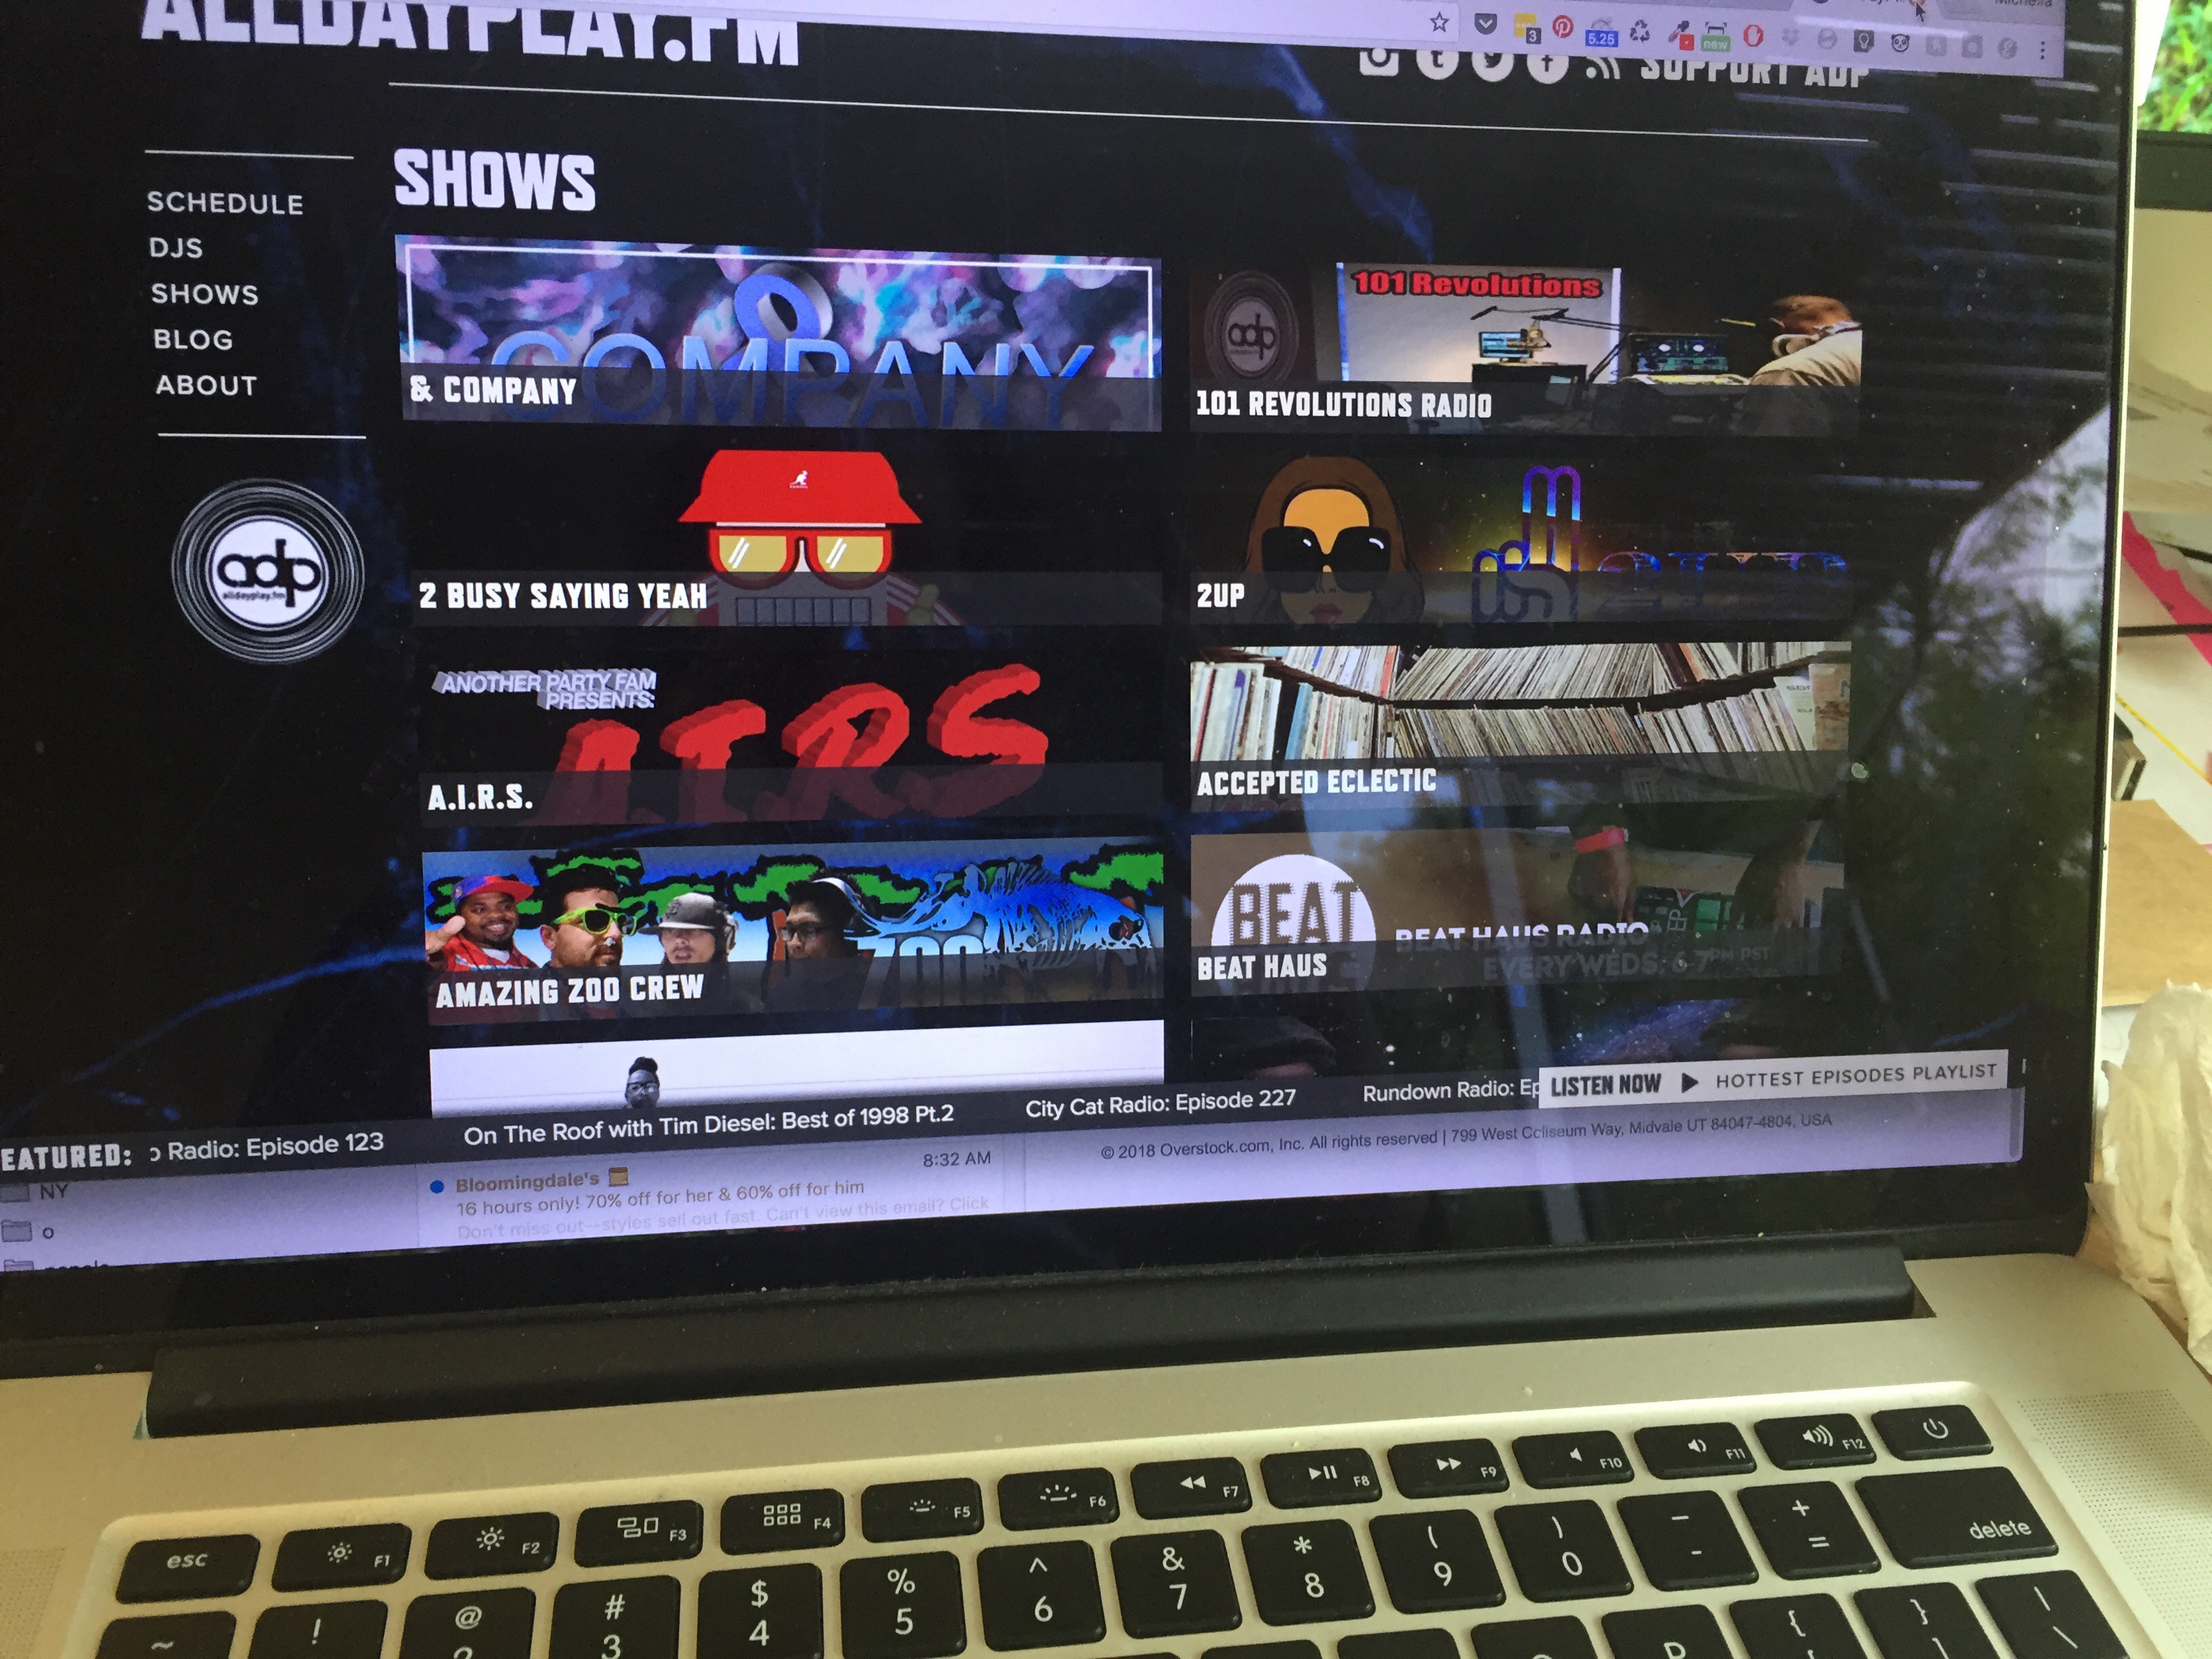 ALLDAYPLAY.FM
3
5.25
new
SUPPORT ADP
SCHEDULE
DJS
SHOWS
BLOG
ABOUT
adp
alldayplay.fm
SHOWS
& COMPANY
& COMPANY
101 Revolutions
adp
101 REVOLUTIONS RADIO
2 BUSY SAYING YEAH
2UP
ANOTHER PARTY FAM
PRESENTS:
A.I.R.S
A.I.R.S.
ACCEPTED ECLECTIC
ZOO
AMAZING ZOO CREW
BEAT
BEAT HAUS RADIO
EVERY WEDS. 6-7PM PST
BEAT HAUS
EATURED:
Radio: Episode 123
On The Roof with Tim Diesel: Best of 1998 Pt.2
City Cat Radio: Episode 227
Rundown Radio: Ep
LISTEN NOW
HOTTEST EPISODES PLAYLIST
NY
o
Bloomingdale's
8:32 AM
16 hours only! 70% off for her & 60% off for him
Don't miss out--styles sell out fast. Can't view this email? Click
© 2018 Overstock.com, Inc. All rights reserved | 799 West Coliseum Way, Midvale UT 84047-4804, USA
esc
F1
F2
F3
F4
F5
F6
F7
F8
F9
F10
F11
F12
~
!
@
2
#
3
$
4
%
5
^
6
&
7
*
8
(
9
)
0
_
-
+
=
delete
P
{
}
]
|
\